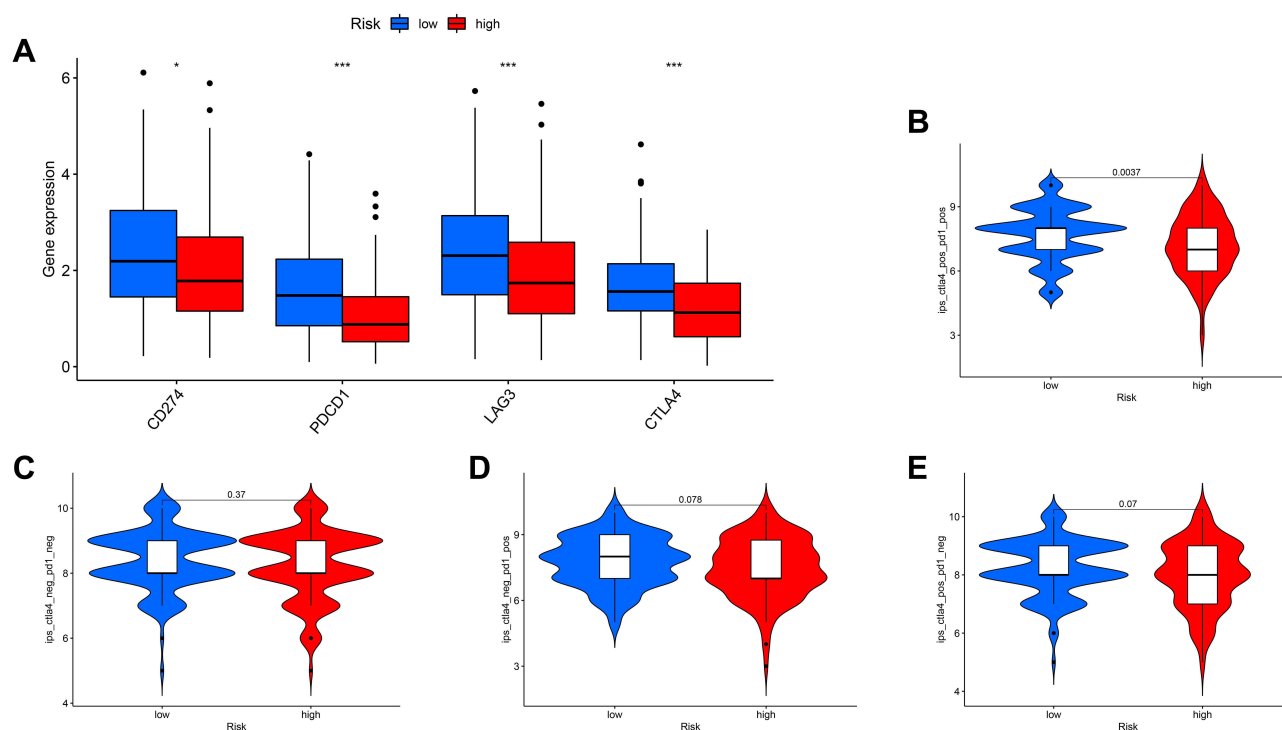 Risk low high
A
* *** *** ***
Gene expression
6
4
2
0
CD274 PDCD1 LAG3 CTLA4
B
ips_ctla4_pos_pd1_pos
0.0037
9
6
3
low high
Risk
C
ips_ctla4_neg_pd1_neg
0.37
10
8
6
4
low high
Risk
D
ips_ctla4_neg_pd1_pos
0.078
9
6
3
low high
Risk
E
ips_ctla4_pos_pd1_neg
0.07
10
8
6
4
low high
Risk